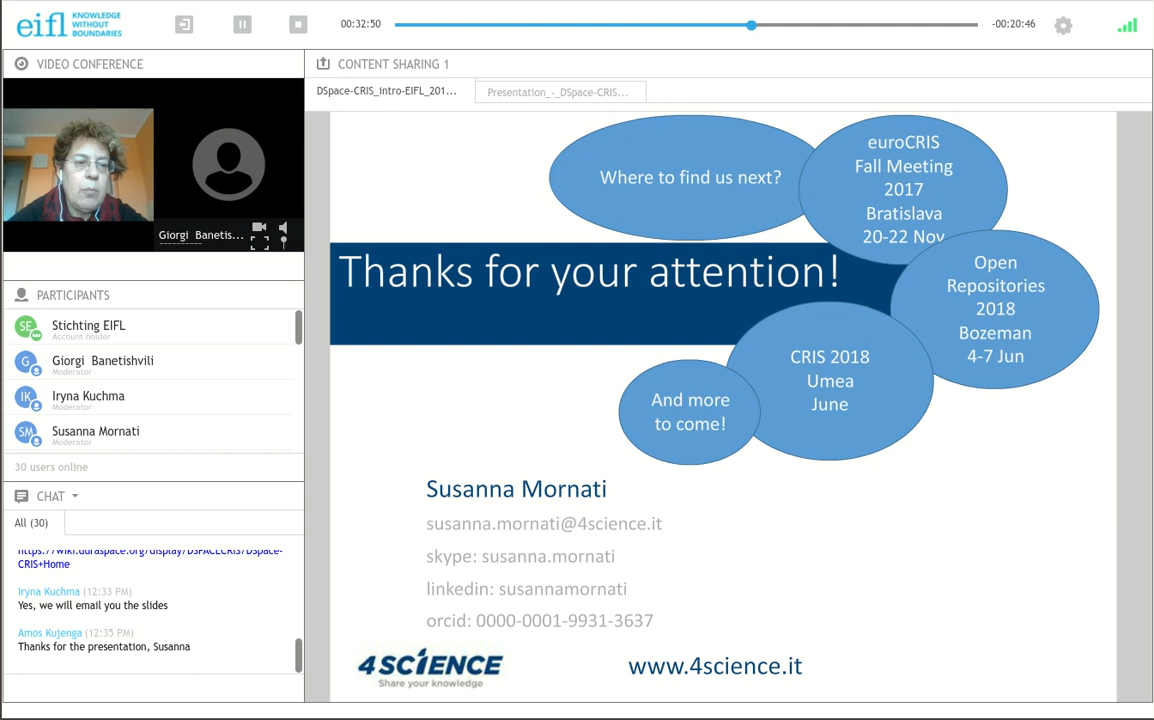 eifl KNOWLEDGE
WITHOUT
BOUNDARIES
00:32:50
-00:20:46
VIDEO CONFERENCE
Giorgi Banetis...
PARTICIPANTS
SE
Stichting EIFL
Account holder
G
Giorgi Banetishvili
Moderator
IK
Iryna Kuchma
Moderator
SM
Susanna Mornati
Moderator
30 users online
CHAT
All (30)
https://wiki.duraspace.org/display/DSPACECRIS/DSpace-
CRIS+Home
Iryna Kuchma (12:33 PM)
Yes, we will email you the slides
Amos Kujenga (12:35 PM)
Thanks for the presentation, Susanna
CONTENT SHARING 1
DSpace-CRIS_intro-EIFL_201...
Presentation_-_DSpace-CRIS...
Where to find us next?
euroCRIS
Fall Meeting
2017
Bratislava
20-22 Nov
Thanks for your attention!
Open
Repositories
2018
Bozeman
4-7 Jun
CRIS 2018
Umea
June
And more
to come!
Susanna Mornati
susanna.mornati@4science.it
skype: susanna.mornati
linkedin: susannamornati
orcid: 0000-0001-9931-3637
4SCIENCE
Share your knowledge
www.4science.it